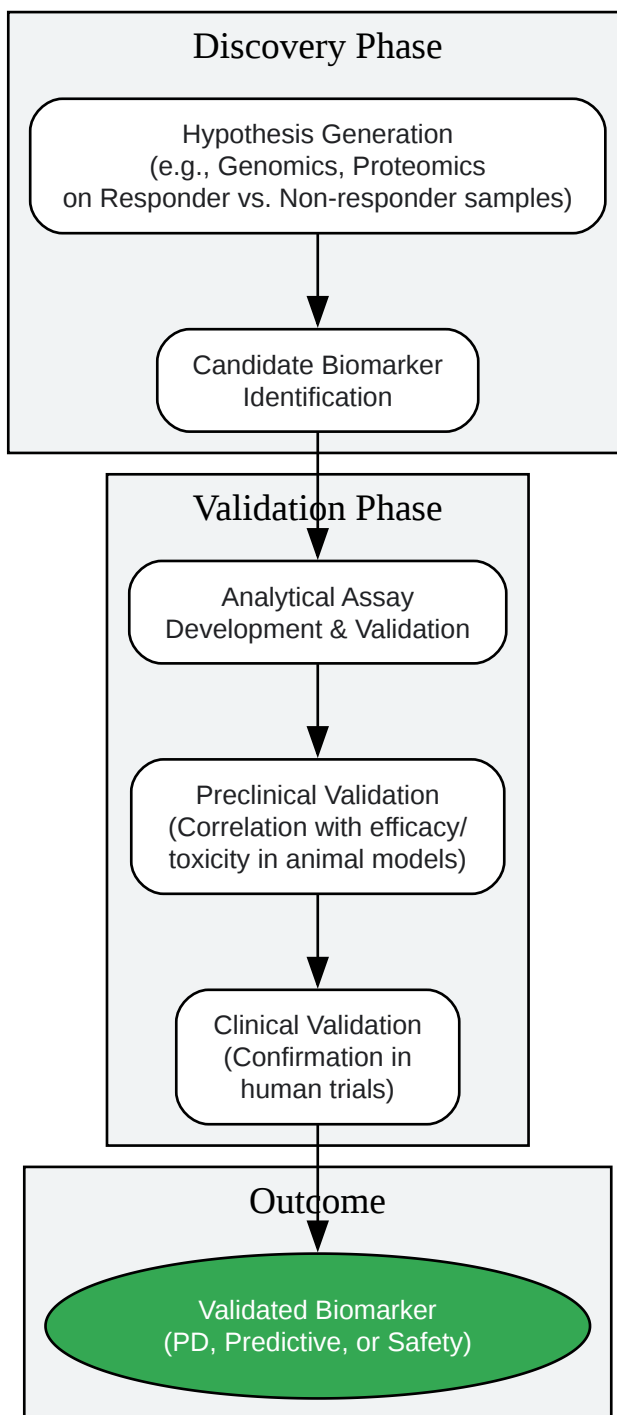 Discovery Phase
Hypothesis Generation
(e.g., Genomics, Proteomics
on Responder vs. Non-responder samples)
Candidate Biomarker
Identification
Validation Phase
Analytical Assay
Development & Validation
Preclinical Validation
(Correlation with efficacy/
toxicity in animal models)
Clinical Validation
(Confirmation in
human trials)
Outcome
Validated Biomarker
(PD, Predictive, or Safety)